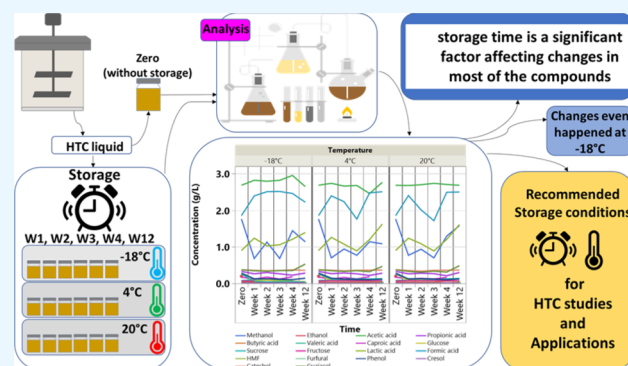 Analysis
Zero
(without storage)
HTC liquid
Storage
W1, W2, W3, W4, W12
-18°C
4°C
20°C
storage time is a significant
factor affecting changes in
most of the compounds
Changes even
happened at
-18°C
Temperature
-18°C 4°C 20°C
Concentration (g/L)
3.0
2.0
1.0
0.0
Zero Week 1 Week 2 Week 3 Week 4 Week 12 Zero Week 1 Week 2 Week 3 Week 4 Week 12 Zero Week 1 Week 2 Week 3 Week 4 Week 12
Time
Methanol Ethanol Acetic acid Propionic acid
Butyric acid Valeric acid Caproic acid Glucose
Sucrose Fructose Lactic acid Formic acid
HMF Furfural Phenol Cresol
Recommended
Storage conditions
for
HTC studies
and
Applications